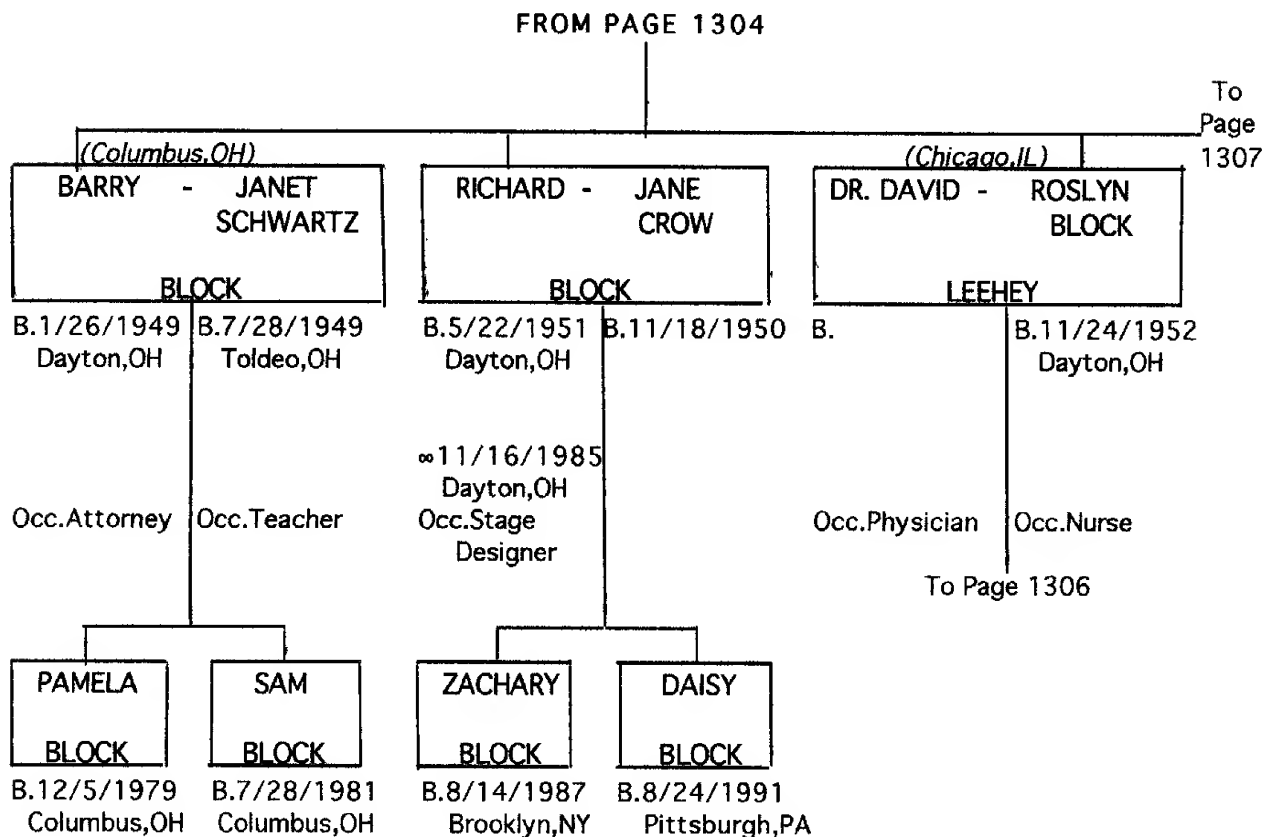 FROM PAGE 1304
To
Page
1307
(Columbus,OH)
BARRY - JANET
SCHWARTZ
BLOCK
B.1/26/1949 B.7/28/1949
Dayton,OH Toldeo,OH
Occ.Attorney Occ.Teacher
RICHARD - JANE
CROW
BLOCK
B.5/22/1951 B.11/18/1950
Dayton,OH
∞11/16/1985
Dayton,OH
Occ.Stage
Designer
(Chicago,IL)
DR. DAVID - ROSLYN
BLOCK
LEEHEY
B. B.11/24/1952
Dayton,OH
Occ.Physician Occ.Nurse
To Page 1306
PAMELA
BLOCK
B.12/5/1979
Columbus,OH
SAM
BLOCK
B.7/28/1981
Columbus,OH
ZACHARY
BLOCK
B.8/14/1987
Brooklyn,NY
DAISY
BLOCK
B.8/24/1991
Pittsburgh,PA